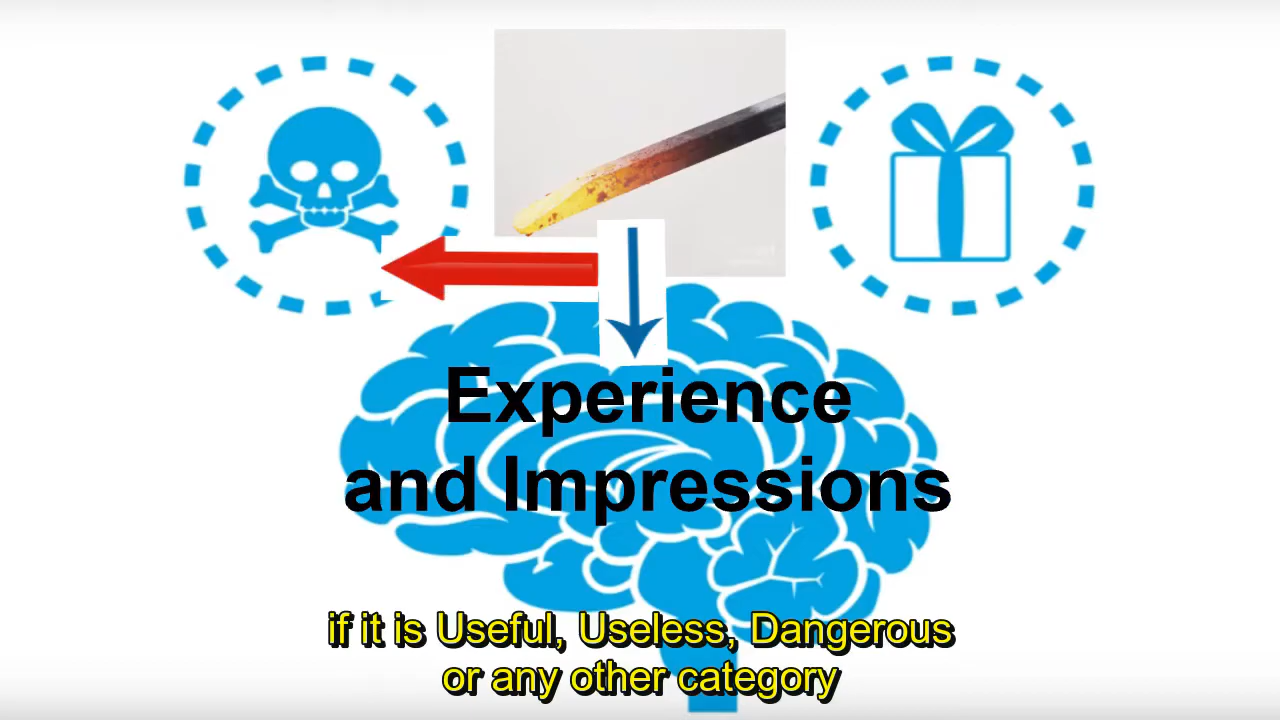 Experience
and Impressions
if it is Useful, Useless, Dangerous
or any other category